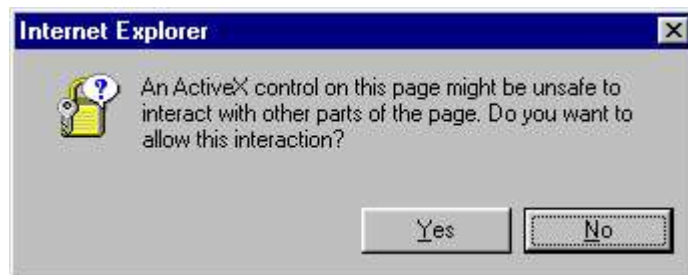 Internet Explorer
An ActiveX control on this page might be unsafe to
interact with other parts of the page. Do you want to
allow this interaction?
Yes
No